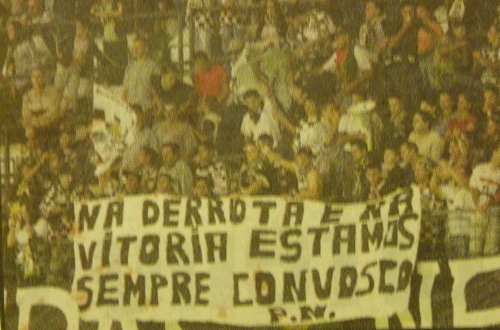 NA DERROTA E NA
VITORIA ESTAMOS
SEMPRE CONVOSCO
P.N.